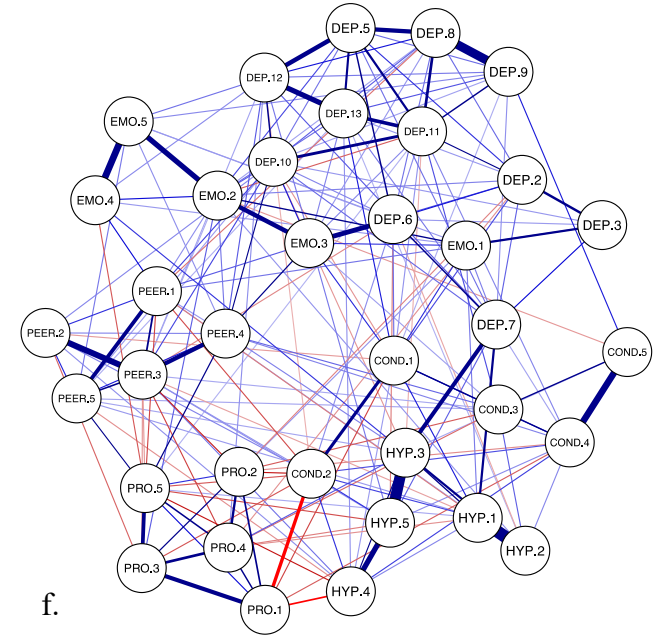 DEP.5
DEP.8
DEP.9
DEP.12
DEP.13
DEP.11
EMO.5
DEP.10
DEP.2
EMO.4
EMO.2
DEP.6
DEP.3
EMO.3
EMO.1
PEER.1
PEER.2
PEER.4
DEP.7
COND.5
PEER.3
COND.1
PEER.5
COND.3
COND.4
HYP.3
PRO.2
COND.2
PRO.5
HYP.5
HYP.1
PRO.4
HYP.2
PRO.3
HYP.4
PRO.1
f.